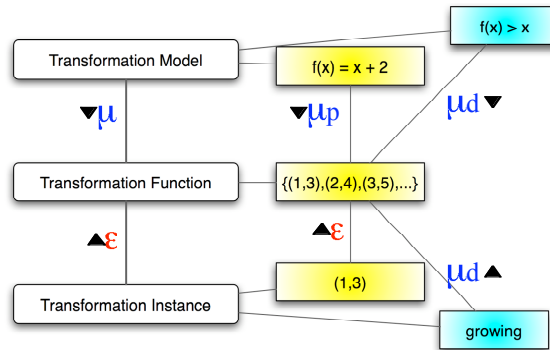 f(x) > x
Transformation Model
f(x) = x + 2
▼μ
▼μp
μd▼
Transformation Function
{(1,3),(2,4),(3,5),...}
▲ε
▲ε
μd▲
(1,3)
Transformation Instance
growing